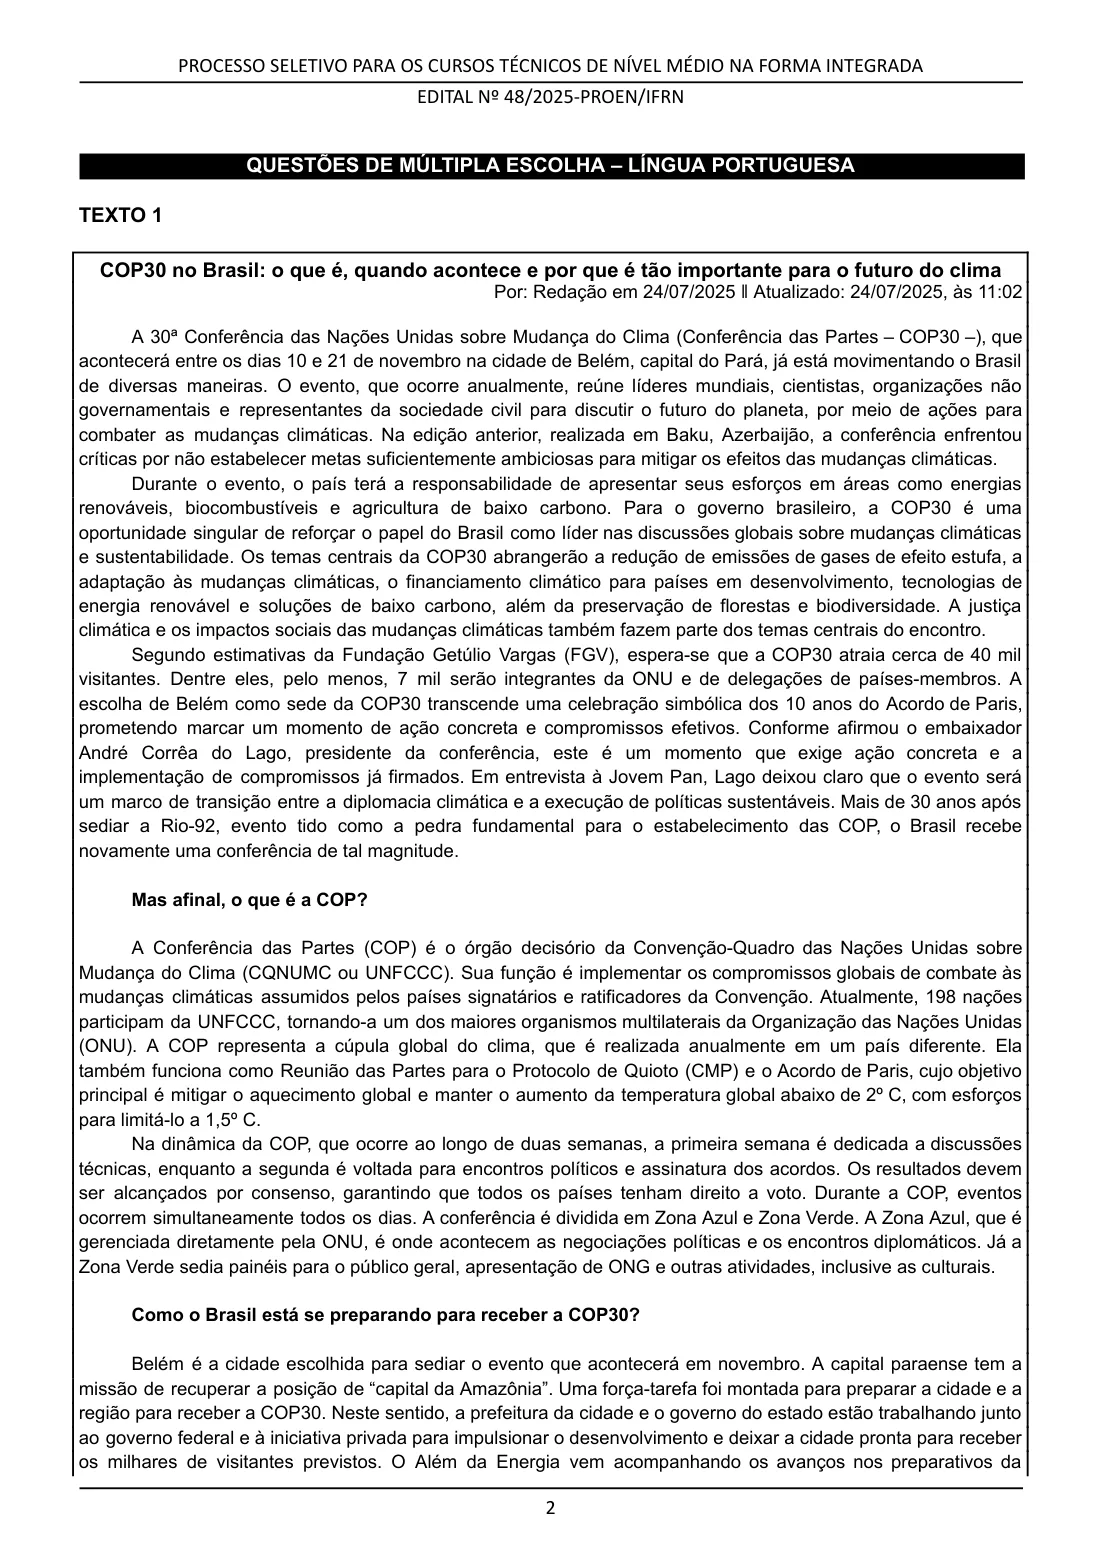 PROCESSO SELETIVO PARA OS CURSOS TÉCNICOS DE NÍVEL MÉDIO NA FORMA INTEGRADA
EDITAL Nº 48/2025-PROEN/IFRN
QUESTÕES DE MÚLTIPLA ESCOLHA – LÍNGUA PORTUGUESA
TEXTO 1
COP30 no Brasil: o que é, quando acontece e por que é tão importante para o futuro do clima
Por: Redação em 24/07/2025 ǁ Atualizado: 24/07/2025, às 11:02
A 30ª Conferência das Nações Unidas sobre Mudança do Clima (Conferência das Partes – COP30 –), que
acontecerá entre os dias 10 e 21 de novembro na cidade de Belém, capital do Pará, já está movimentando o Brasil
de diversas maneiras. O evento, que ocorre anualmente, reúne líderes mundiais, cientistas, organizações não
governamentais e representantes da sociedade civil para discutir o futuro do planeta, por meio de ações para
combater as mudanças climáticas. Na edição anterior, realizada em Baku, Azerbaijão, a conferência enfrentou
críticas por não estabelecer metas suficientemente ambiciosas para mitigar os efeitos das mudanças climáticas.
Durante o evento, o país terá a responsabilidade de apresentar seus esforços em áreas como energias
renováveis, biocombustíveis e agricultura de baixo carbono. Para o governo brasileiro, a COP30 é uma
oportunidade singular de reforçar o papel do Brasil como líder nas discussões globais sobre mudanças climáticas
e sustentabilidade. Os temas centrais da COP30 abrangerão a redução de emissões de gases de efeito estufa, a
adaptação às mudanças climáticas, o financiamento climático para países em desenvolvimento, tecnologias de
energia renovável e soluções de baixo carbono, além da preservação de florestas e biodiversidade. A justiça
climática e os impactos sociais das mudanças climáticas também fazem parte dos temas centrais do encontro.
Segundo estimativas da Fundação Getúlio Vargas (FGV), espera-se que a COP30 atraia cerca de 40 mil
visitantes. Dentre eles, pelo menos, 7 mil serão integrantes da ONU e de delegações de países-membros. A
escolha de Belém como sede da COP30 transcende uma celebração simbólica dos 10 anos do Acordo de Paris,
prometendo marcar um momento de ação concreta e compromissos efetivos. Conforme afirmou o embaixador
André Corrêa do Lago, presidente da conferência, este é um momento que exige ação concreta e a
implementação de compromissos já firmados. Em entrevista à Jovem Pan, Lago deixou claro que o evento será
um marco de transição entre a diplomacia climática e a execução de políticas sustentáveis. Mais de 30 anos após
sediar a Rio-92, evento tido como a pedra fundamental para o estabelecimento das COP, o Brasil recebe
novamente uma conferência de tal magnitude.
Mas afinal, o que é a COP?
A Conferência das Partes (COP) é o órgão decisório da Convenção-Quadro das Nações Unidas sobre
Mudança do Clima (CQNUMC ou UNFCCC). Sua função é implementar os compromissos globais de combate às
mudanças climáticas assumidos pelos países signatários e ratificadores da Convenção. Atualmente, 198 nações
participam da UNFCCC, tornando-a um dos maiores organismos multilaterais da Organização das Nações Unidas
(ONU). A COP representa a cúpula global do clima, que é realizada anualmente em um país diferente. Ela
também funciona como Reunião das Partes para o Protocolo de Quioto (CMP) e o Acordo de Paris, cujo objetivo
principal é mitigar o aquecimento global e manter o aumento da temperatura global abaixo de 2º C, com esforços
para limitá-lo a 1,5º C.
Na dinâmica da COP, que ocorre ao longo de duas semanas, a primeira semana é dedicada a discussões
técnicas, enquanto a segunda é voltada para encontros políticos e assinatura dos acordos. Os resultados devem
ser alcançados por consenso, garantindo que todos os países tenham direito a voto. Durante a COP, eventos
ocorrem simultaneamente todos os dias. A conferência é dividida em Zona Azul e Zona Verde. A Zona Azul, que é
gerenciada diretamente pela ONU, é onde acontecem as negociações políticas e os encontros diplomáticos. Já a
Zona Verde sedia painéis para o público geral, apresentação de ONG e outras atividades, inclusive as culturais.
Como o Brasil está se preparando para receber a COP30?
Belém é a cidade escolhida para sediar o evento que acontecerá em novembro. A capital paraense tem a
missão de recuperar a posição de “capital da Amazônia”. Uma força-tarefa foi montada para preparar a cidade e a
região para receber a COP30. Neste sentido, a prefeitura da cidade e o governo do estado estão trabalhando junto
ao governo federal e à iniciativa privada para impulsionar o desenvolvimento e deixar a cidade pronta para receber
os milhares de visitantes previstos. O Além da Energia vem acompanhando os avanços nos preparativos da
2